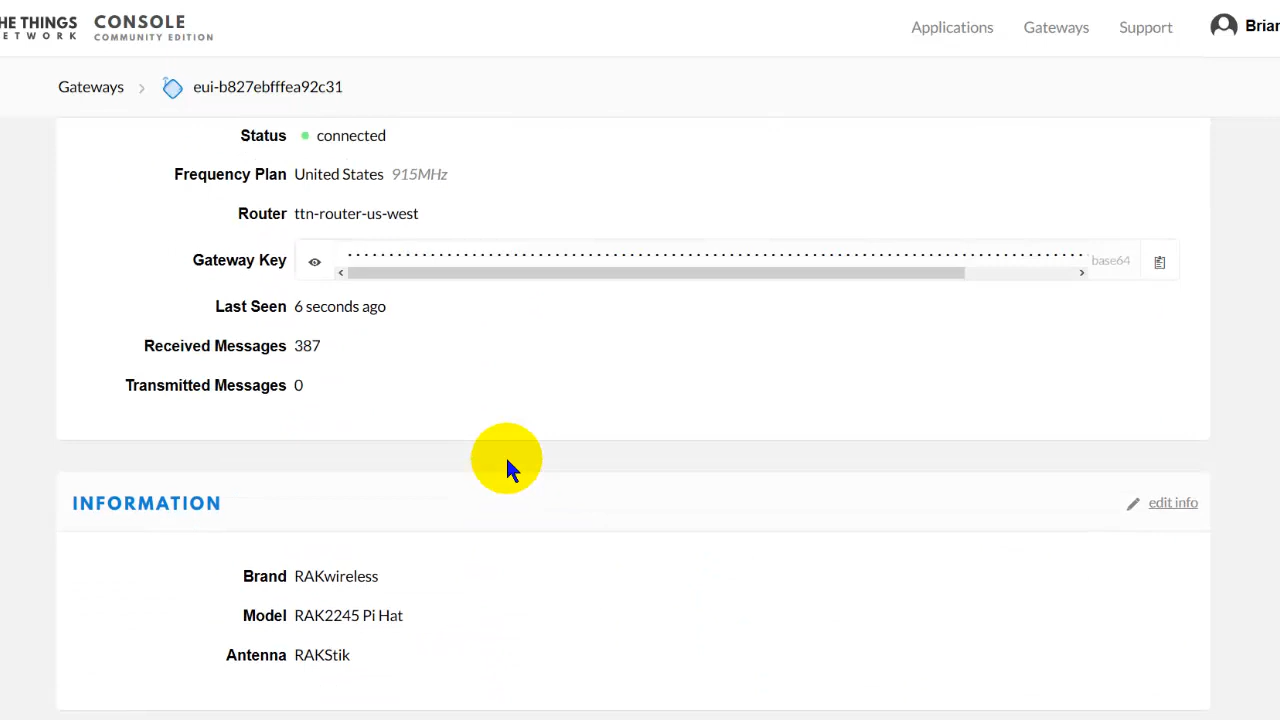 HE THINGS CONSOLE
ETWORK COMMUNITY EDITION
Applications Gateways Support Brian
Gateways > eui-b827ebfffea92c31
Status connected
Frequency Plan United States 915MHz
Router ttn-router-us-west
Gateway Key base64
Last Seen 6 seconds ago
Received Messages 387
Transmitted Messages 0
INFORMATION edit info
Brand RAKwireless
Model RAK2245 Pi Hat
Antenna RAKStik